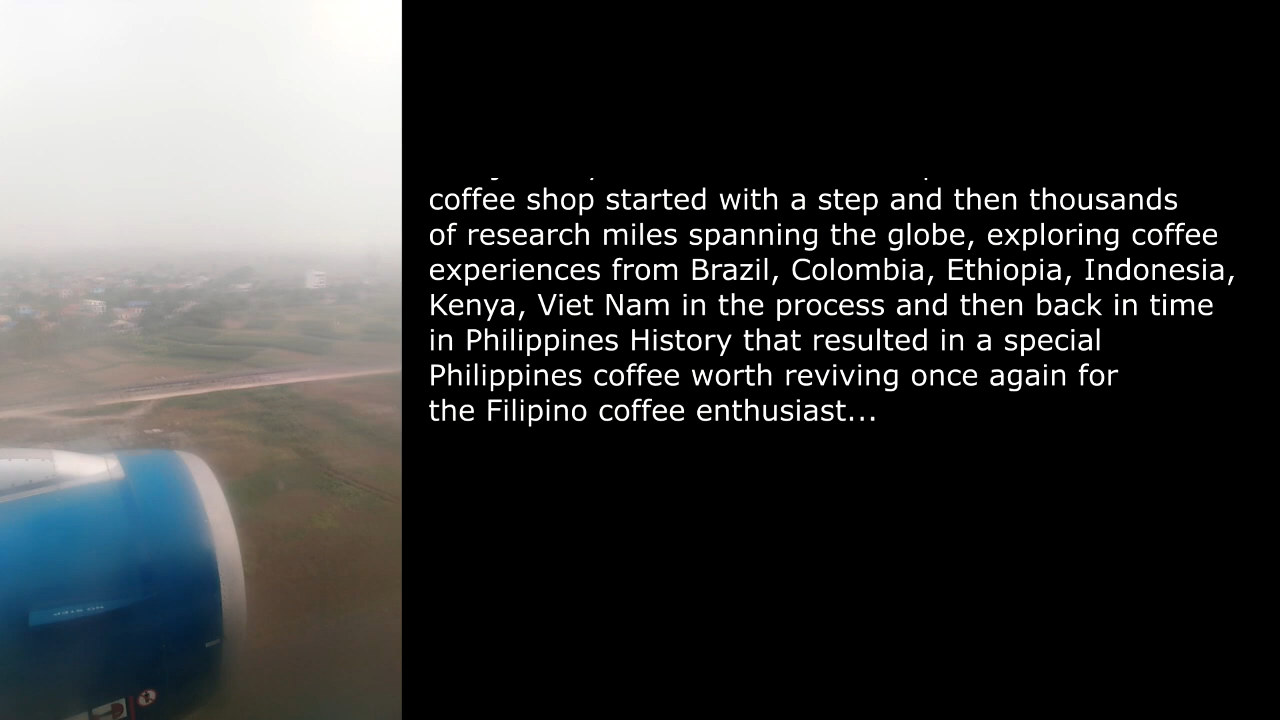 coffee shop started with a step and then thousands
of research miles spanning the globe, exploring coffee
experiences from Brazil, Colombia, Ethiopia, Indonesia,
Kenya, Viet Nam in the process and then back in time
in Philippines History that resulted in a special
Philippines coffee worth reviving once again for
the Filipino coffee enthusiast...
NO STEP